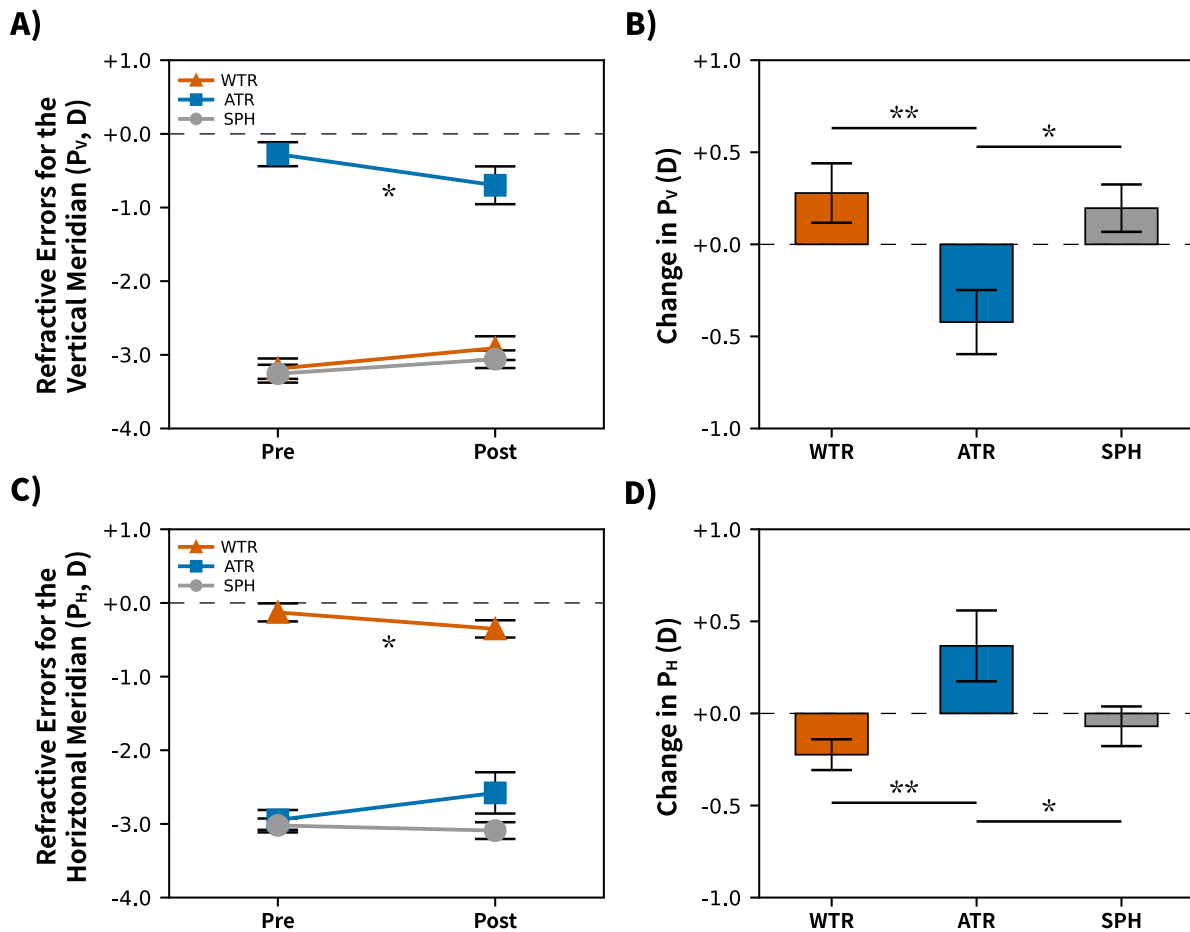 A)
Refractive Errors for the
Vertical Meridian (PV, D)
+1.0
+0.0
-1.0
-2.0
-3.0
-4.0
WTR
ATR
SPH
*
Pre
Post
B)
Change in PV (D)
+1.0
+0.5
+0.0
-0.5
-1.0
**
*
WTR
ATR
SPH
C)
Refractive Errors for the
Horiztonal Meridian (PH, D)
+1.0
+0.0
-1.0
-2.0
-3.0
-4.0
WTR
ATR
SPH
*
Pre
Post
D)
Change in PH (D)
+1.0
+0.5
+0.0
-0.5
-1.0
**
*
WTR
ATR
SPH